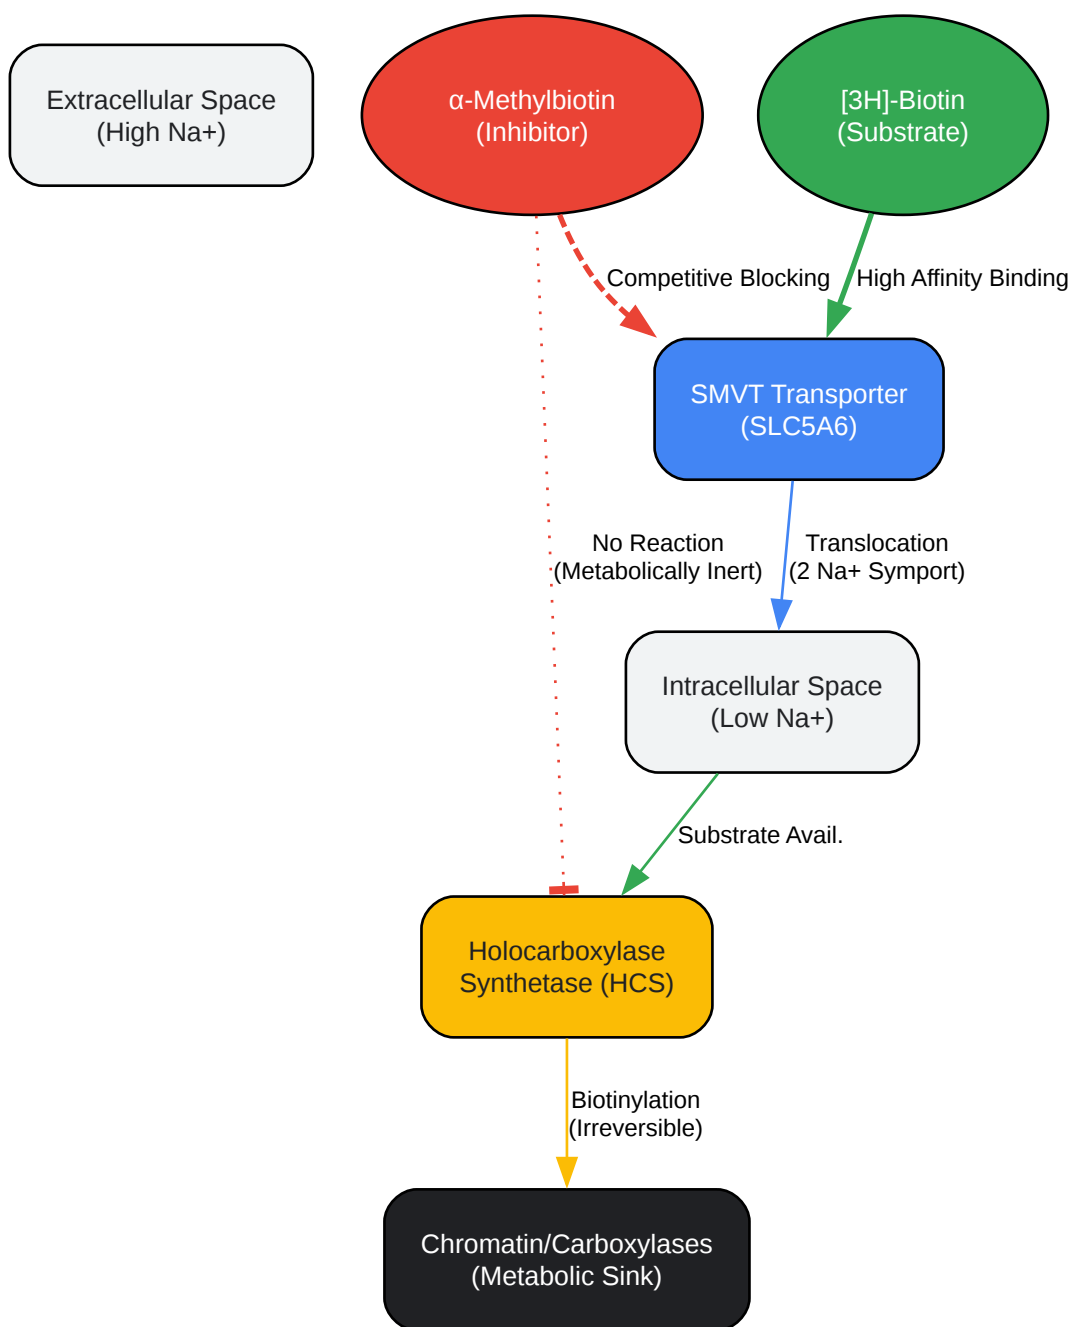 Extracellular Space
(High Na+)
α-Methylbiotin
(Inhibitor)
[3H]-Biotin
(Substrate)
Competitive Blocking
High Affinity Binding
SMVT Transporter
(SLC5A6)
No Reaction
(Metabolically Inert)
Translocation
(2 Na+ Symport)
Intracellular Space
(Low Na+)
Substrate Avail.
Holocarboxylase
Synthetase (HCS)
Biotinylation
(Irreversible)
Chromatin/Carboxylases
(Metabolic Sink)